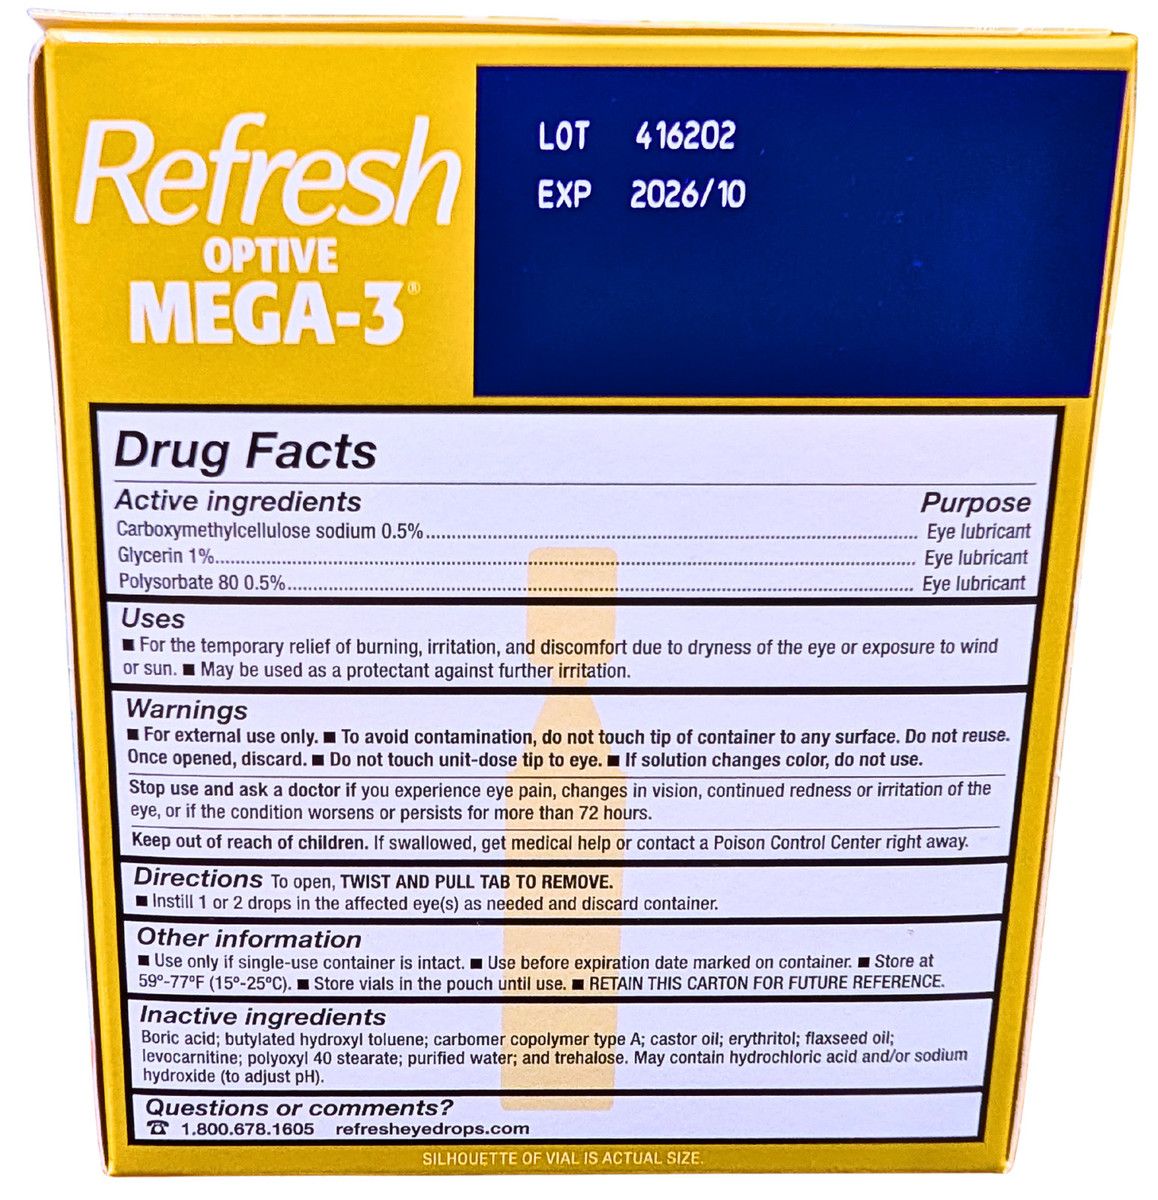 Refresh
OPTIVE
MEGA-3®
LOT 416202
EXP 2026/10
Drug Facts
Active ingredients Purpose
Carboxymethylcellulose sodium 0.5%........ Eye lubricant
Glycerin 1%........ Eye lubricant
Polysorbate 80 0.5%........ Eye lubricant
Uses
■ For the temporary relief of burning, irritation, and discomfort due to dryness of the eye or exposure to wind
or sun. ■ May be used as a protectant against further irritation.
Warnings
■ For external use only. ■ To avoid contamination, do not touch tip of container to any surface. Do not reuse.
Once opened, discard. ■ Do not touch unit-dose tip to eye. ■ If solution changes color, do not use.
Stop use and ask a doctor if you experience eye pain, changes in vision, continued redness or irritation of the
eye, or if the condition worsens or persists for more than 72 hours.
Keep out of reach of children. If swallowed, get medical help or contact a Poison Control Center right away.
Directions To open, TWIST AND PULL TAB TO REMOVE.
■ Instill 1 or 2 drops in the affected eye(s) as needed and discard container.
Other information
■ Use only if single-use container is intact. ■ Use before expiration date marked on container. ■ Store at
59º-77ºF (15º-25ºC). ■ Store vials in the pouch until use. ■ RETAIN THIS CARTON FOR FUTURE REFERENCE.
Inactive ingredients
Boric acid; butylated hydroxyl toluene; carbomer copolymer type A; castor oil; erythritol; flaxseed oil;
levocarnitine; polyoxyl 40 stearate; purified water; and trehalose. May contain hydrochloric acid and/or sodium
hydroxide (to adjust pH).
Questions or comments?
☎ 1.800.678.1605 refresheyedrops.com
SILHOUETTE OF VIAL IS ACTUAL SIZE.